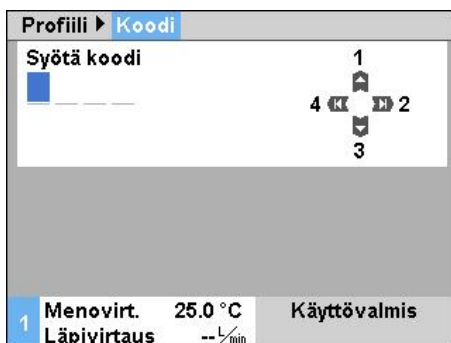 Profiili ▶ Koodi
Syötä koodi
1
4 2
3
1 Menovirt. 25.0 °C Käyttövalmis
Läpivirtaus -- L/min